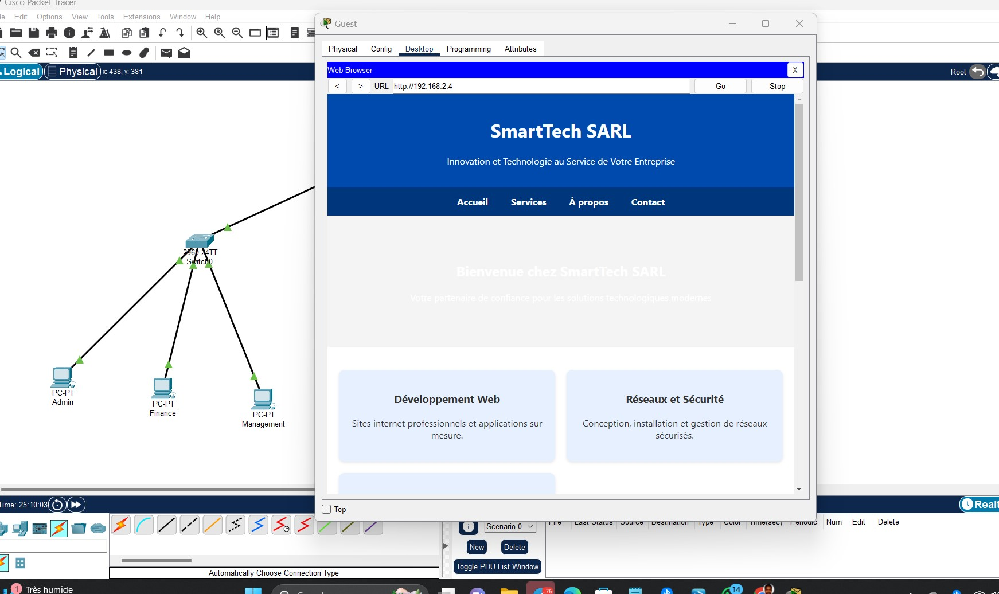 Cisco Packet Tracer
Edit Options View Tools Extensions Window Help
Logical Physical x: 438, y: 381
Root
Guest
Physical Config Desktop Programming Attributes
Web Browser X
< > URL http://192.168.2.4 Go Stop
SmartTech SARL
Innovation et Technologie au Service de Votre Entreprise
Accueil Services À propos Contact
Bienvenue chez SmartTech SARL
Votre partenaire de confiance pour les solutions technologiques modernes
Développement Web
Sites internet professionnels et applications sur
mesure.
Réseaux et Sécurité
Conception, installation et gestion de réseaux
sécurisés.
Top
2960-24TT
Switch0
PC-PT
Admin
PC-PT
Finance
PC-PT
Management
Time: 25:10:03
Realt
Scenario 0
Fire Last Status Source Destination Type Color Time(sec) Periodic Num Edit Delete
New Delete
Toggle PDU List Window
Automatically Choose Connection Type
1 Très humide
76
14